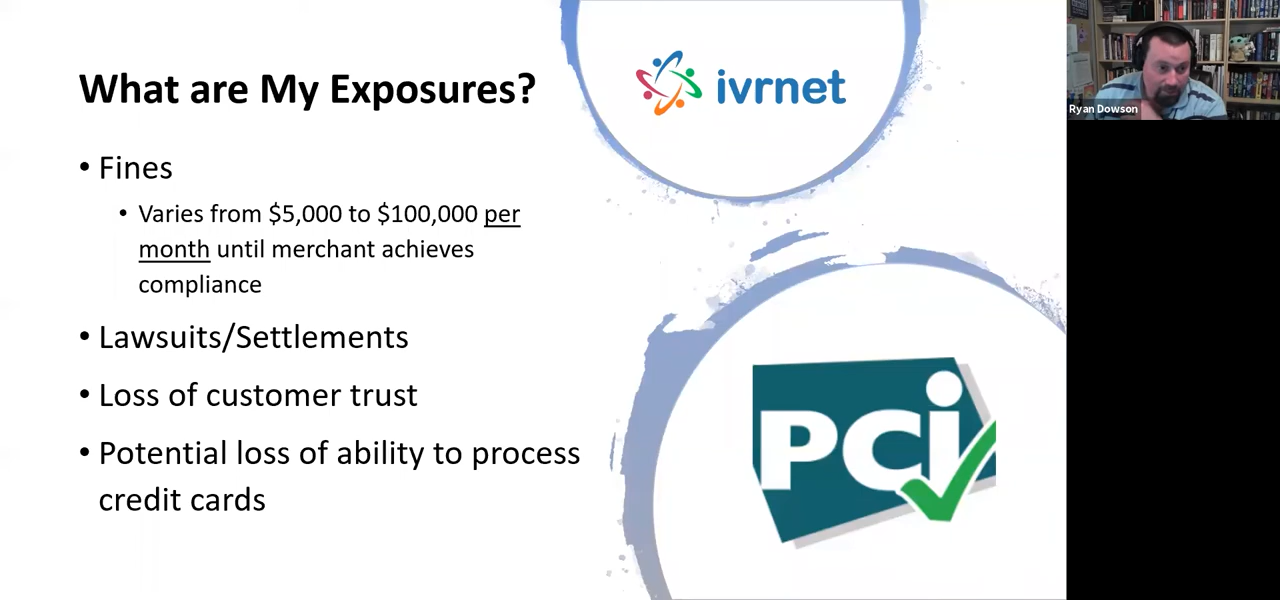 What are My Exposures?
ivrnet
Ryan Dowson
• Fines
• Varies from $5,000 to $100,000 per
month until merchant achieves
compliance
• Lawsuits/Settlements
• Loss of customer trust
• Potential loss of ability to process
credit cards
PCi